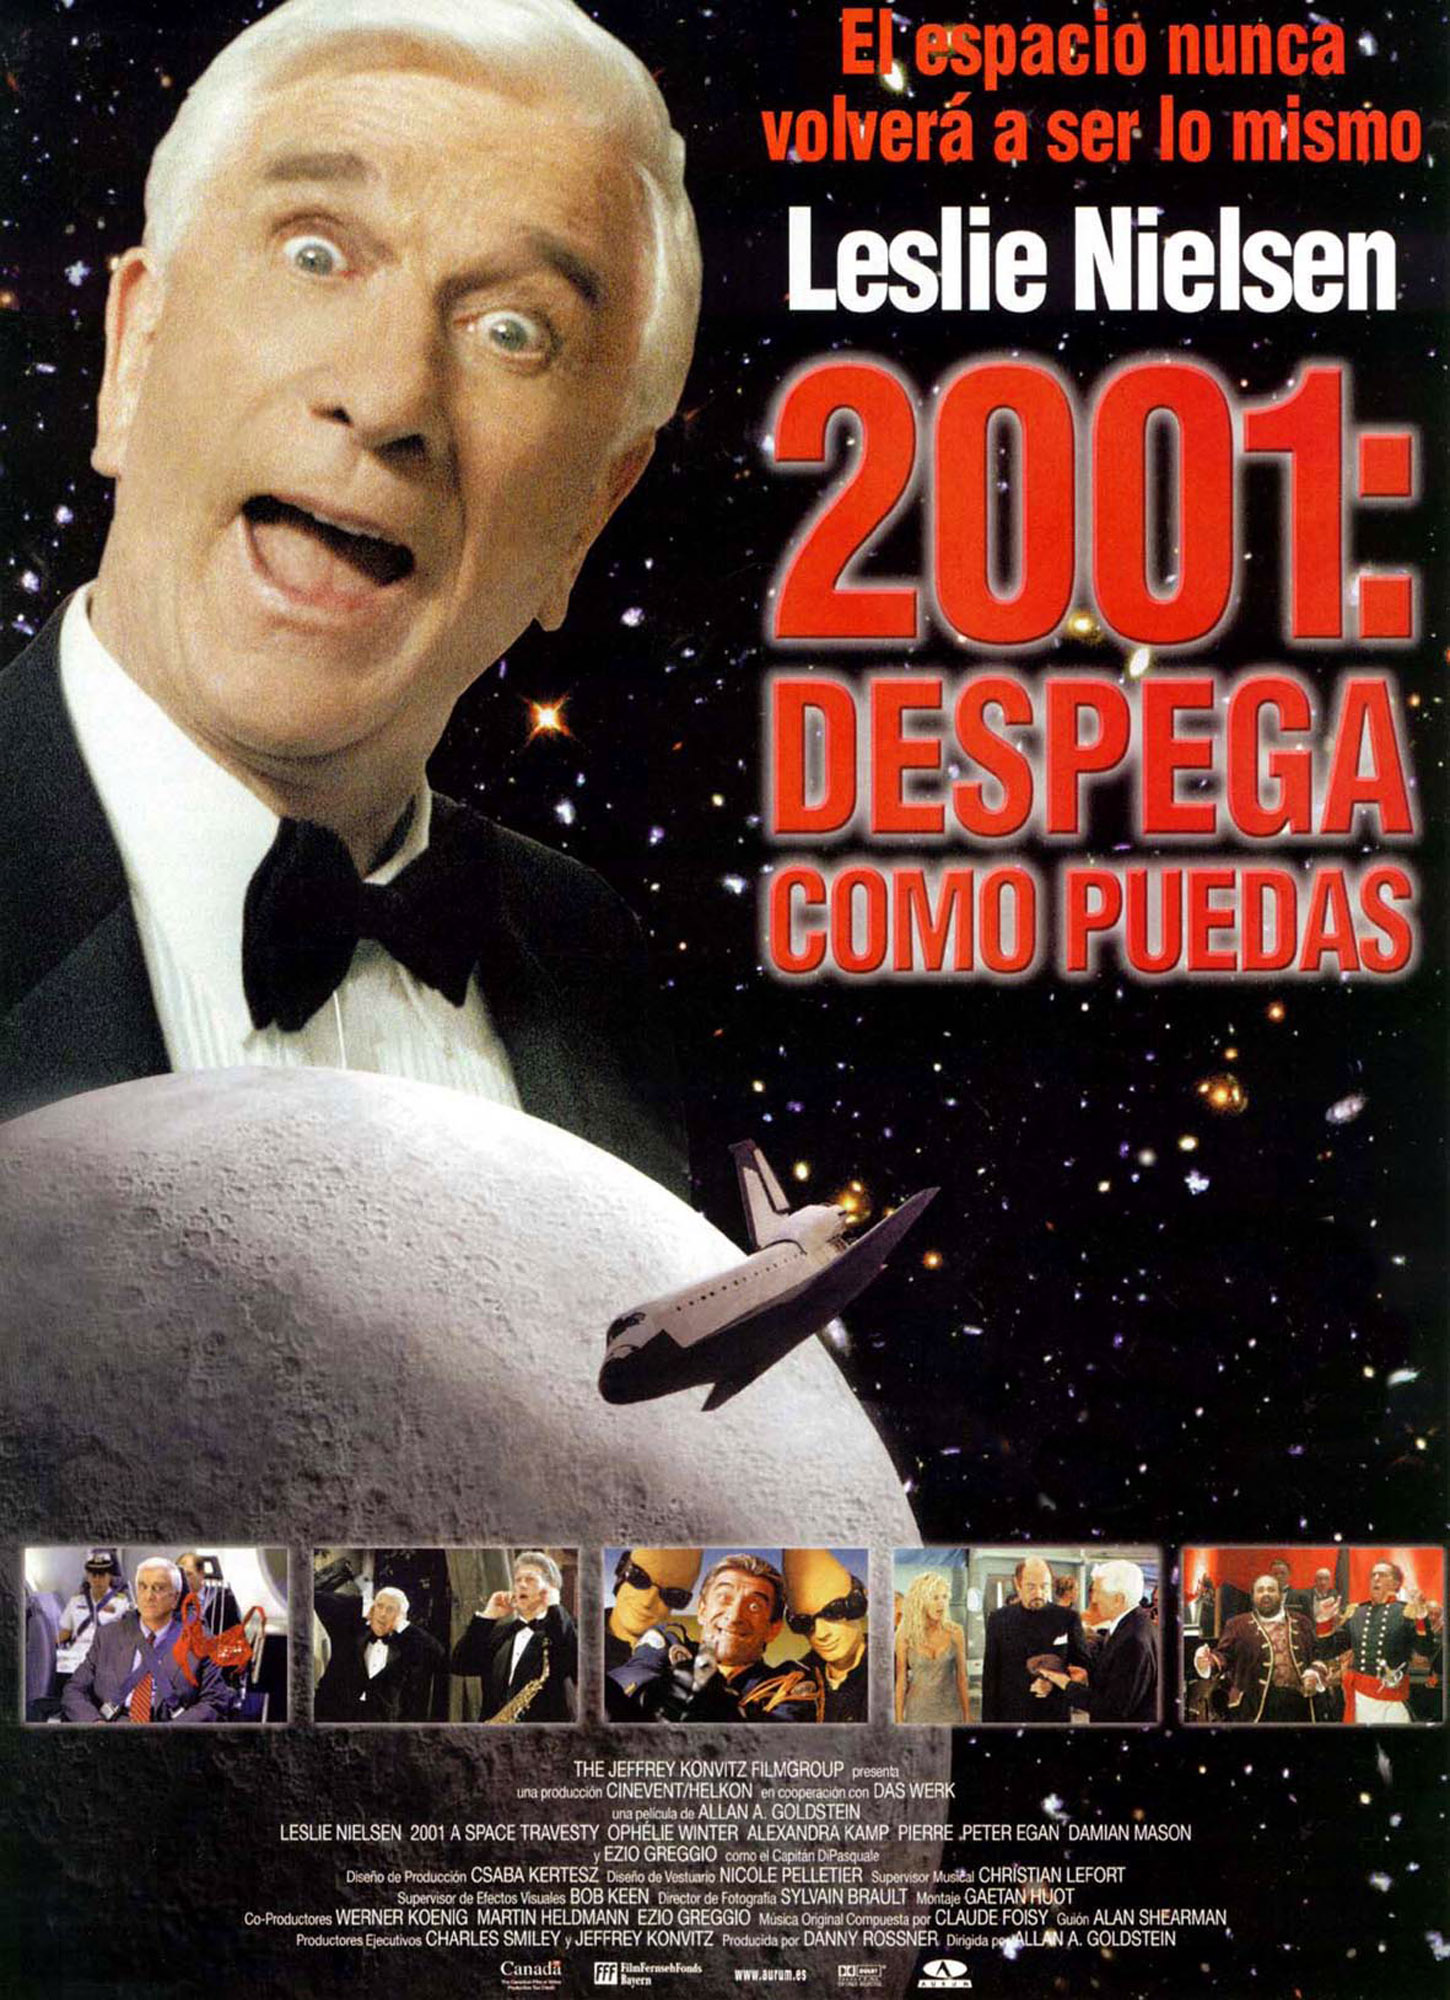 El espacio nunca
volverá a ser lo mismo
Leslie Nielsen
2001:
DESPEGA
COMO PUEDAS
THE JEFFREY KONVITZ FILMGROUP presenta
una producción CINEVENT/HELKON en cooperación con DAS WERK
una película de ALLAN A. GOLDSTEIN
LESLIE NIELSEN 2001 A SPACE TRAVESTY OPHÉLIE WINTER ALEXANDRA KAMP PIERRE PETER EGAN DAMIAN MASON
y EZIO GREGGIO como el Capitán DiPasquale
Diseño de Producción CSABA KERTESZ Diseño de Vestuario NICOLE PELLETIER Supervisor Musical CHRISTIAN LEFORT
Supervisor de Efectos Visuales BOB KEEN Director de Fotografía SYLVAIN BRAULT Montaje GAETAN HUOT
Co-Productores WERNER KOENIG MARTIN HELDMANN EZIO GREGGIO Música Original Compuesta por CLAUDE FOISY Guión ALAN SHEARMAN
Productores Ejecutivos CHARLES SMILEY y JEFFREY KONVITZ Producida por DANNY ROSSNER Dirigida por ALLAN A. GOLDSTEIN
Canada
fff FilmFernsehFonds
Bayern
www.aurum.es
DOLBY
AURUM